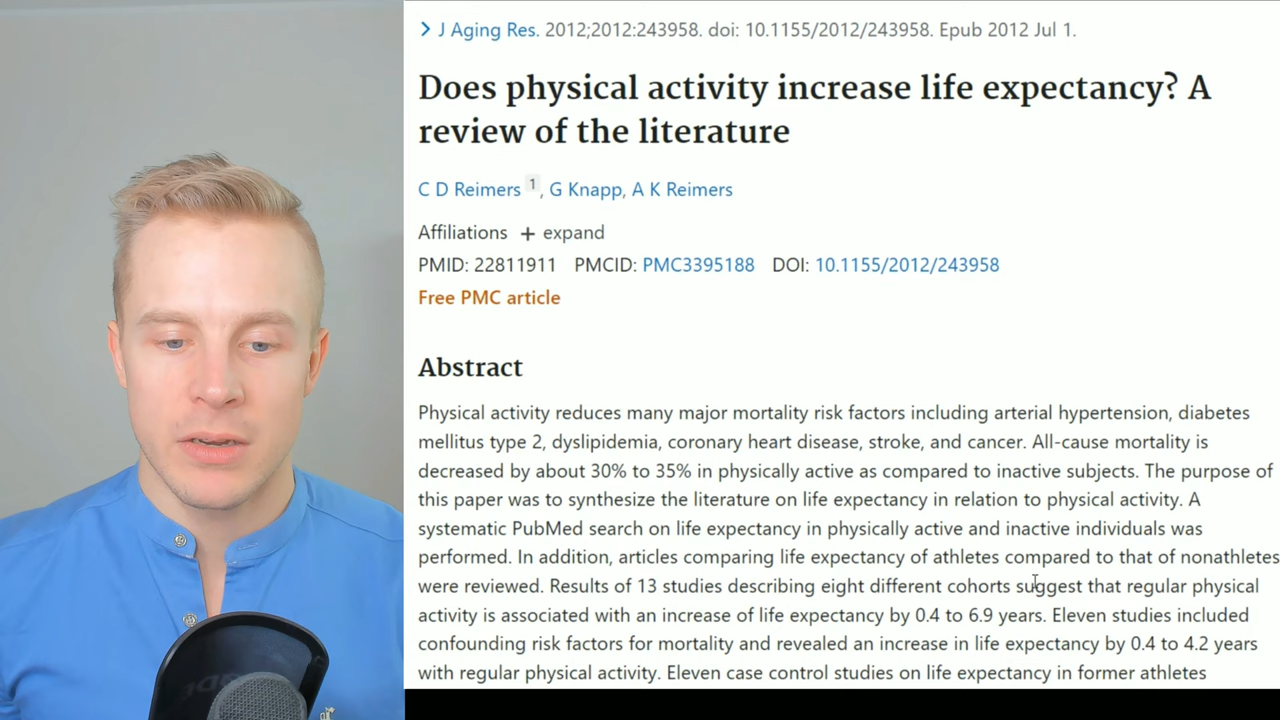 J Aging Res. 2012;2012:243958. doi: 10.1155/2012/243958. Epub 2012 Jul 1.
Does physical activity increase life expectancy? A
review of the literature
C D Reimers 1, G Knapp, A K Reimers
Affiliations + expand
PMID: 22811911 PMCID: PMC3395188 DOI: 10.1155/2012/243958
Free PMC article
Abstract
Physical activity reduces many major mortality risk factors including arterial hypertension, diabetes
mellitus type 2, dyslipidemia, coronary heart disease, stroke, and cancer. All-cause mortality is
decreased by about 30% to 35% in physically active as compared to inactive subjects. The purpose of
this paper was to synthesize the literature on life expectancy in relation to physical activity. A
systematic PubMed search on life expectancy in physically active and inactive individuals was
performed. In addition, articles comparing life expectancy of athletes compared to that of nonathletes
were reviewed. Results of 13 studies describing eight different cohorts suggest that regular physical
activity is associated with an increase of life expectancy by 0.4 to 6.9 years. Eleven studies included
confounding risk factors for mortality and revealed an increase in life expectancy by 0.4 to 4.2 years
with regular physical activity. Eleven case control studies on life expectancy in former athletes